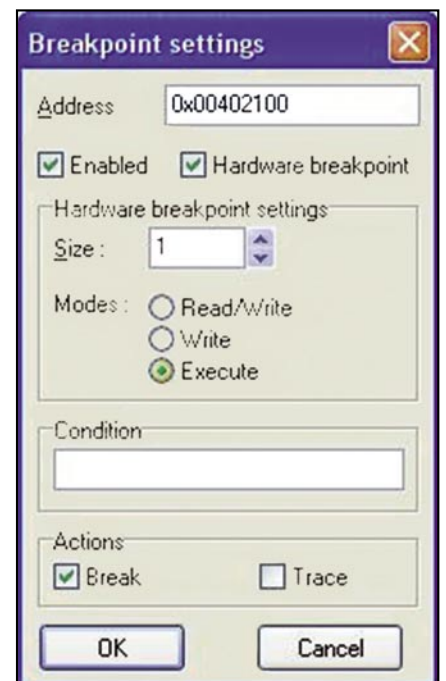 Breakpoint settings
Address 0x00402100
Enabled Hardware breakpoint
Hardware breakpoint settings
Size : 1
Modes : Read/Write
Write
Execute
Condition
Actions
Break Trace
OK Cancel